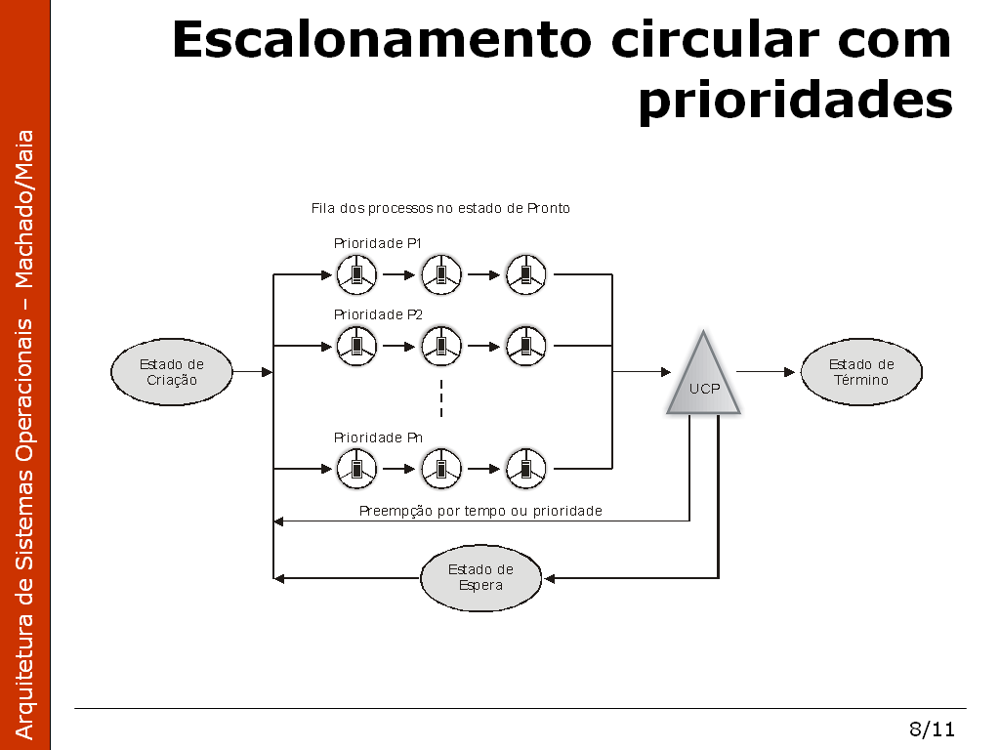 Escalonamento circular com
prioridades
Arquitetura de Sistemas Operacionais – Machado/Maia
Fila dos processos no estado de Pronto
Prioridade P1
Prioridade P2
Estado de
Criação
UCP
Estado de
Término
Prioridade Pn
Preempção por tempo ou prioridade
Estado de
Espera
8/11